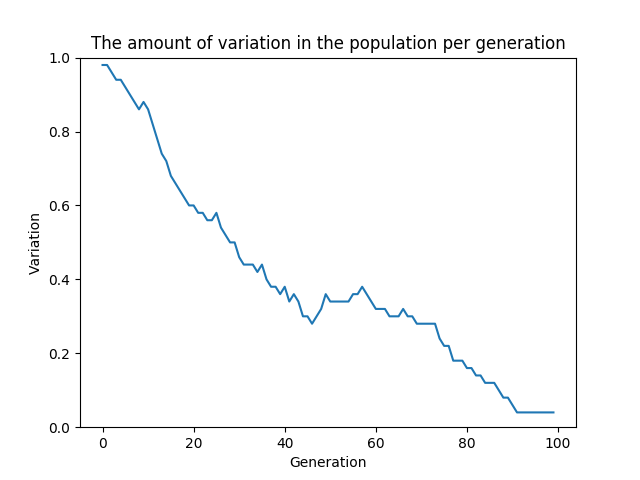 The amount of variation in the population per generation
1.0
0.8
0.6
0.4
0.2
0.0
Variation
0 20 40 60 80 100
Generation